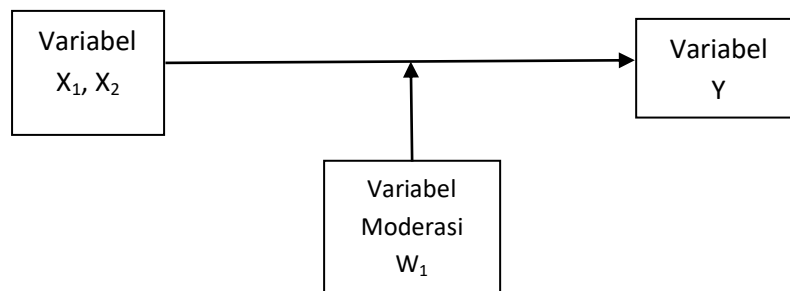 Variabel
X₁, X₂
Variabel
Y
Variabel
Moderasi
W₁